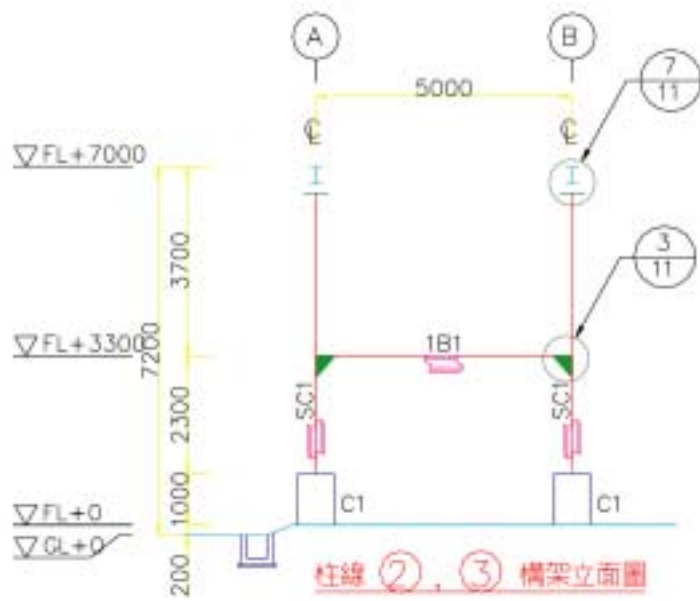 A
B
7
11
5000
℄
℄
▽FL+7000
I
I
3
11
3700
1B1
▽FL+3300
7200
SC1
SC1
2300
1000
C1
C1
▽FL+0
▽GL+0
200
柱線 ② , ③ 構架立面圖